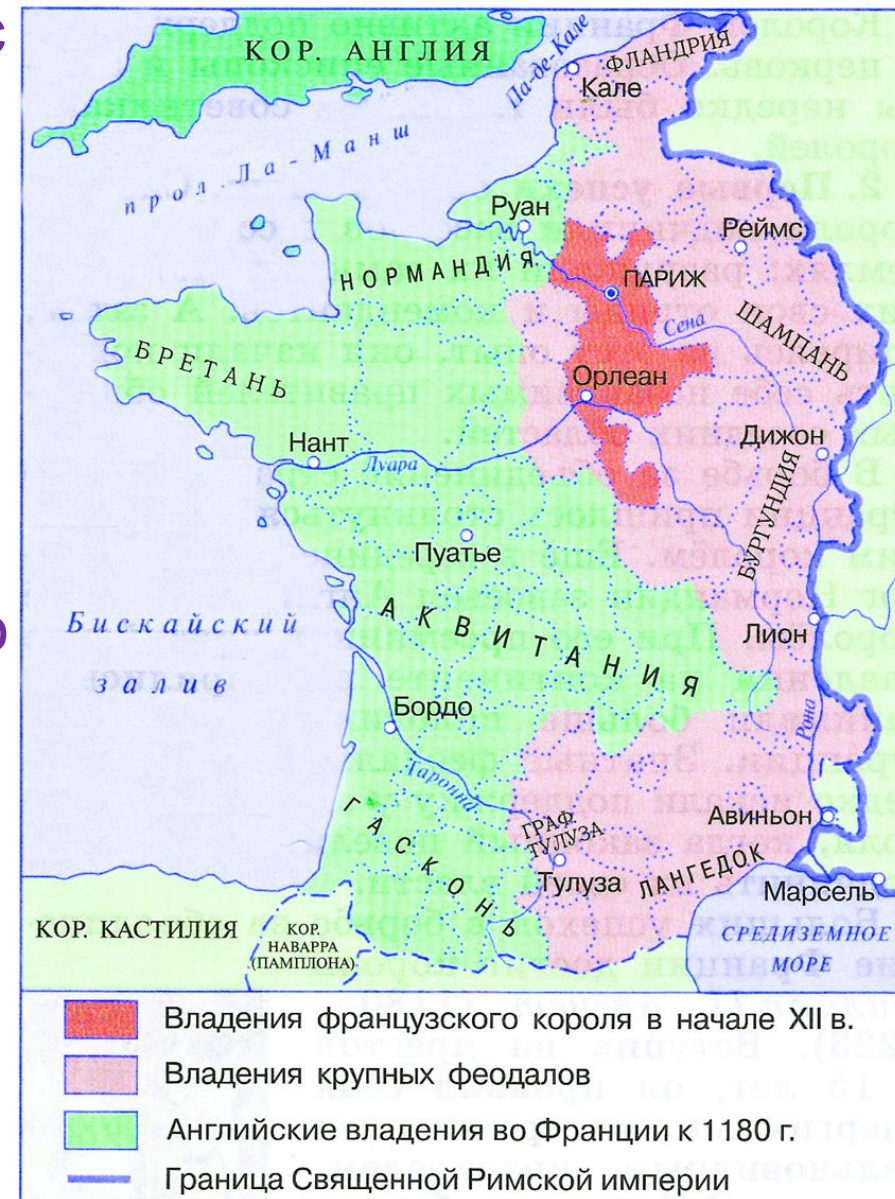 С
О
КОР. АНГЛИЯ
Па-де-Кале
ФЛАНДРИЯ
Кале
прол. Ла-Манш
Руан
Реймс
НОРМАНДИЯ
ПАРИЖ
ШАМПАНЬ
Сена
БРЕТАНЬ
Орлеан
Нант
Луара
Дижон
БУРГУНДИЯ
Пуатье
АКВИТАНИЯ
Бискайский
залив
Лион
Бордо
Рона
Гаронна
ГАСКОНЬ
ГРАФ.
ТУЛУЗА
Авиньон
Тулуза
ЛАНГЕДОК
Марсель
КОР. КАСТИЛИЯ
КОР.
НАВАРРА
(ПАМПЛОНА)
СРЕДИЗЕМНОЕ
МОРЕ
Владения французского короля в начале XII в.
Владения крупных феодалов
Английские владения во Франции к 1180 г.
Граница Священной Римской империи